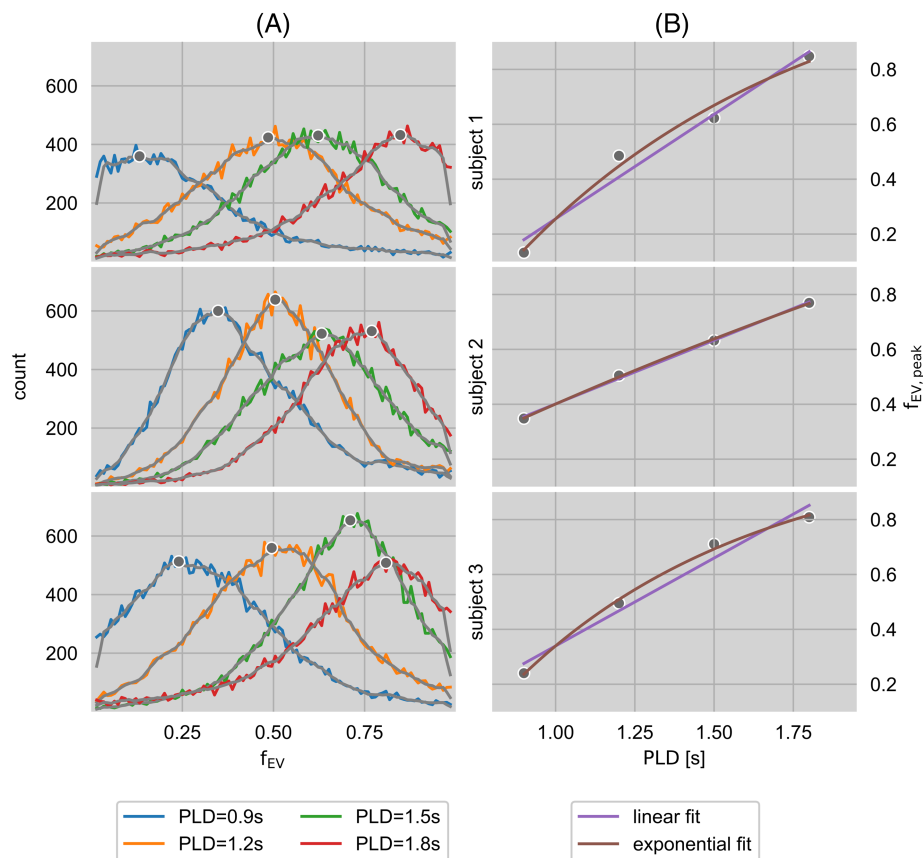 (A) (B)
600
400
200
subject 1
0.8
0.6
0.4
0.2
600
400
200
count
subject 2
0.8
0.6
0.4
0.2
f_EV,peak
600
400
200
subject 3
0.8
0.6
0.4
0.2
0.25 0.50 0.75
f_EV
1.00 1.25 1.50 1.75
PLD [s]
PLD=0.9s PLD=1.5s
PLD=1.2s PLD=1.8s
linear fit
exponential fit